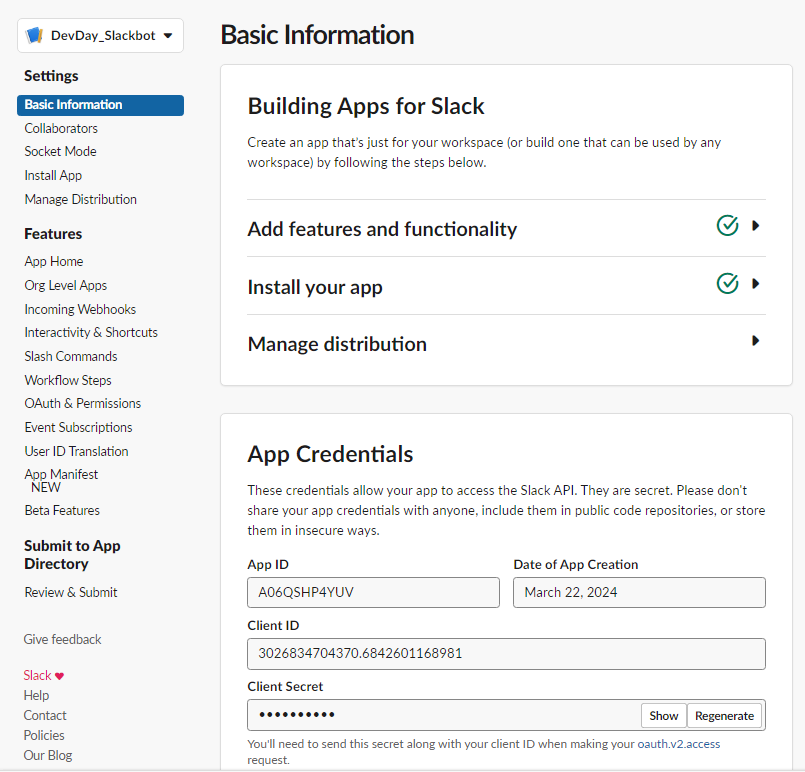 DevDay_Slackbot
Settings
Basic Information
Collaborators
Socket Mode
Install App
Manage Distribution
Features
App Home
Org Level Apps
Incoming Webhooks
Interactivity & Shortcuts
Slash Commands
Workflow Steps
OAuth & Permissions
Event Subscriptions
User ID Translation
App Manifest
NEW
Beta Features
Submit to App
Directory
Review & Submit
Give feedback
Slack
Help
Contact
Policies
Our Blog
Basic Information
Building Apps for Slack
Create an app that's just for your workspace (or build one that can be used by any
workspace) by following the steps below.
Add features and functionality
Install your app
Manage distribution
App Credentials
These credentials allow your app to access the Slack API. They are secret. Please don't
share your app credentials with anyone, include them in public code repositories, or store
them in insecure ways.
App ID
A06QSHP4YUV
Date of App Creation
March 22, 2024
Client ID
3026834704370.6842601168981
Client Secret
••••••••••
Show
Regenerate
You'll need to send this secret along with your client ID when making your oauth.v2.access
request.